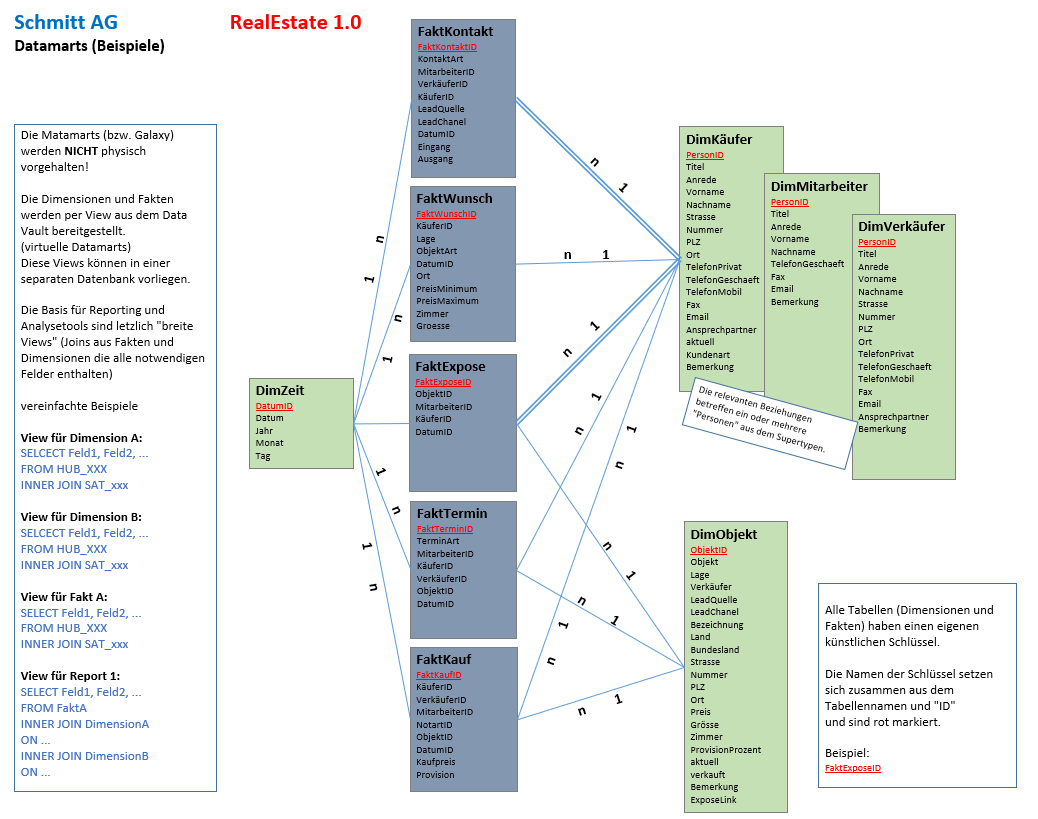 Schmitt AG
RealEstate 1.0
Datamarts (Beispiele)
Die Matamarts (bzw. Galaxy)
werden NICHT physisch
vorgehalten!
Die Dimensionen und Fakten
werden per View aus dem Data
Vault bereitgestellt.
(virtuelle Datamarts)
Diese Views können in einer
separaten Datenbank vorliegen.
Die Basis für Reporting und
Analysetools sind letzlich "breite
Views" (Joins aus Fakten und
Dimensionen die alle notwendigen
Felder enthalten)
vereinfachte Beispiele
View für Dimension A:
SELCECT Feld1, Feld2, ...
FROM HUB_XXX
INNER JOIN SAT_xxx
View für Dimension B:
SELCECT Feld1, Feld2, ...
FROM HUB_XXX
INNER JOIN SAT_xxx
View für Fakt A:
SELECT Feld1, Feld2, ...
FROM HUB_XXX
INNER JOIN SAT_xxx
View für Report 1:
SELECT Feld1, Feld2, ...
FROM FaktA
INNER JOIN DimensionA
ON ...
INNER JOIN DimensionB
ON ...
DimZeit
DatumID
Datum
Jahr
Monat
Tag
n
1
n
1
1
n
1
n
FaktKontakt
FaktKontaktID
KontaktArt
MitarbeiterID
VerkäuferID
KäuferID
LeadQuelle
LeadChanel
DatumID
Eingang
Ausgang
FaktWunsch
FaktWunschID
KäuferID
Lage
ObjektArt
DatumID
Ort
PreisMinimum
PreisMaximum
Zimmer
Groesse
FaktExpose
FaktExposeID
ObjektID
MitarbeiterID
KäuferID
DatumID
FaktTermin
FaktTerminID
TerminArt
MitarbeiterID
KäuferID
VerkäuferID
ObjektID
DatumID
FaktKauf
FaktKaufID
KäuferID
VerkäuferID
MitarbeiterID
NotartID
ObjektID
DatumID
Kaufpreis
Provision
n
1
n
1
1
n
1
n
1
n
n
1
n
1
1
n
n
1
DimKäufer
PersonID
Titel
Anrede
Vorname
Nachname
Strasse
Nummer
PLZ
Ort
TelefonPrivat
TelefonGeschaeft
TelefonMobil
Fax
Email
Ansprechpartner
aktuell
Kundenart
Bemerkung
DimMitarbeiter
PersonID
Titel
Anrede
Vorname
Nachname
TelefonGeschaeft
Fax
Email
Bemerkung
DimVerkäufer
PersonID
Titel
Anrede
Vorname
Nachname
Strasse
Nummer
PLZ
Ort
TelefonPrivat
TelefonGeschaeft
TelefonMobil
Fax
Email
Ansprechpartner
Bemerkung
Die relevanten Beziehungen
betreffen ein oder mehrere
"Personen" aus dem Supertypen.
DimObjekt
ObjektID
Objekt
Lage
Verkäufer
LeadQuelle
LeadChanel
Bezeichnung
Land
Bundesland
Strasse
Nummer
PLZ
Ort
Preis
Grösse
Zimmer
ProvisionProzent
aktuell
verkauft
Bemerkung
ExposeLink
Alle Tabellen (Dimensionen und
Fakten) haben einen eigenen
künstlichen Schlüssel.
Die Namen der Schlüssel setzen
sich zusammen aus dem
Tabellennamen und "ID"
und sind rot markiert.
Beispiel:
FaktExposeID